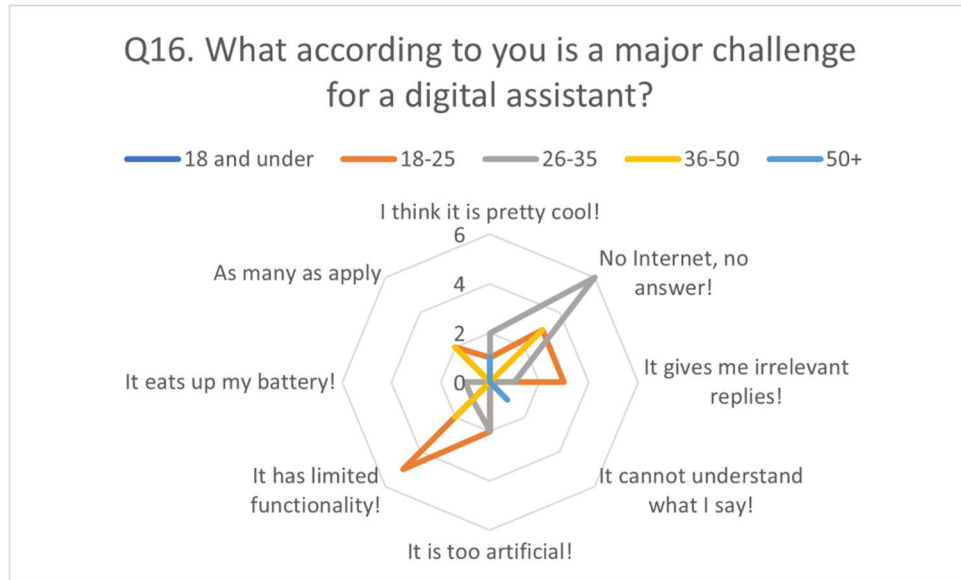 Q16. What according to you is a major challenge
for a digital assistant?
18 and under
18-25
26-35
36-50
50+
I think it is pretty cool!
6
No Internet, no
answer!
As many as apply
4
2
It eats up my battery!
0
It gives me irrelevant
replies!
It has limited
functionality!
It cannot understand
what I say!
It is too artificial!